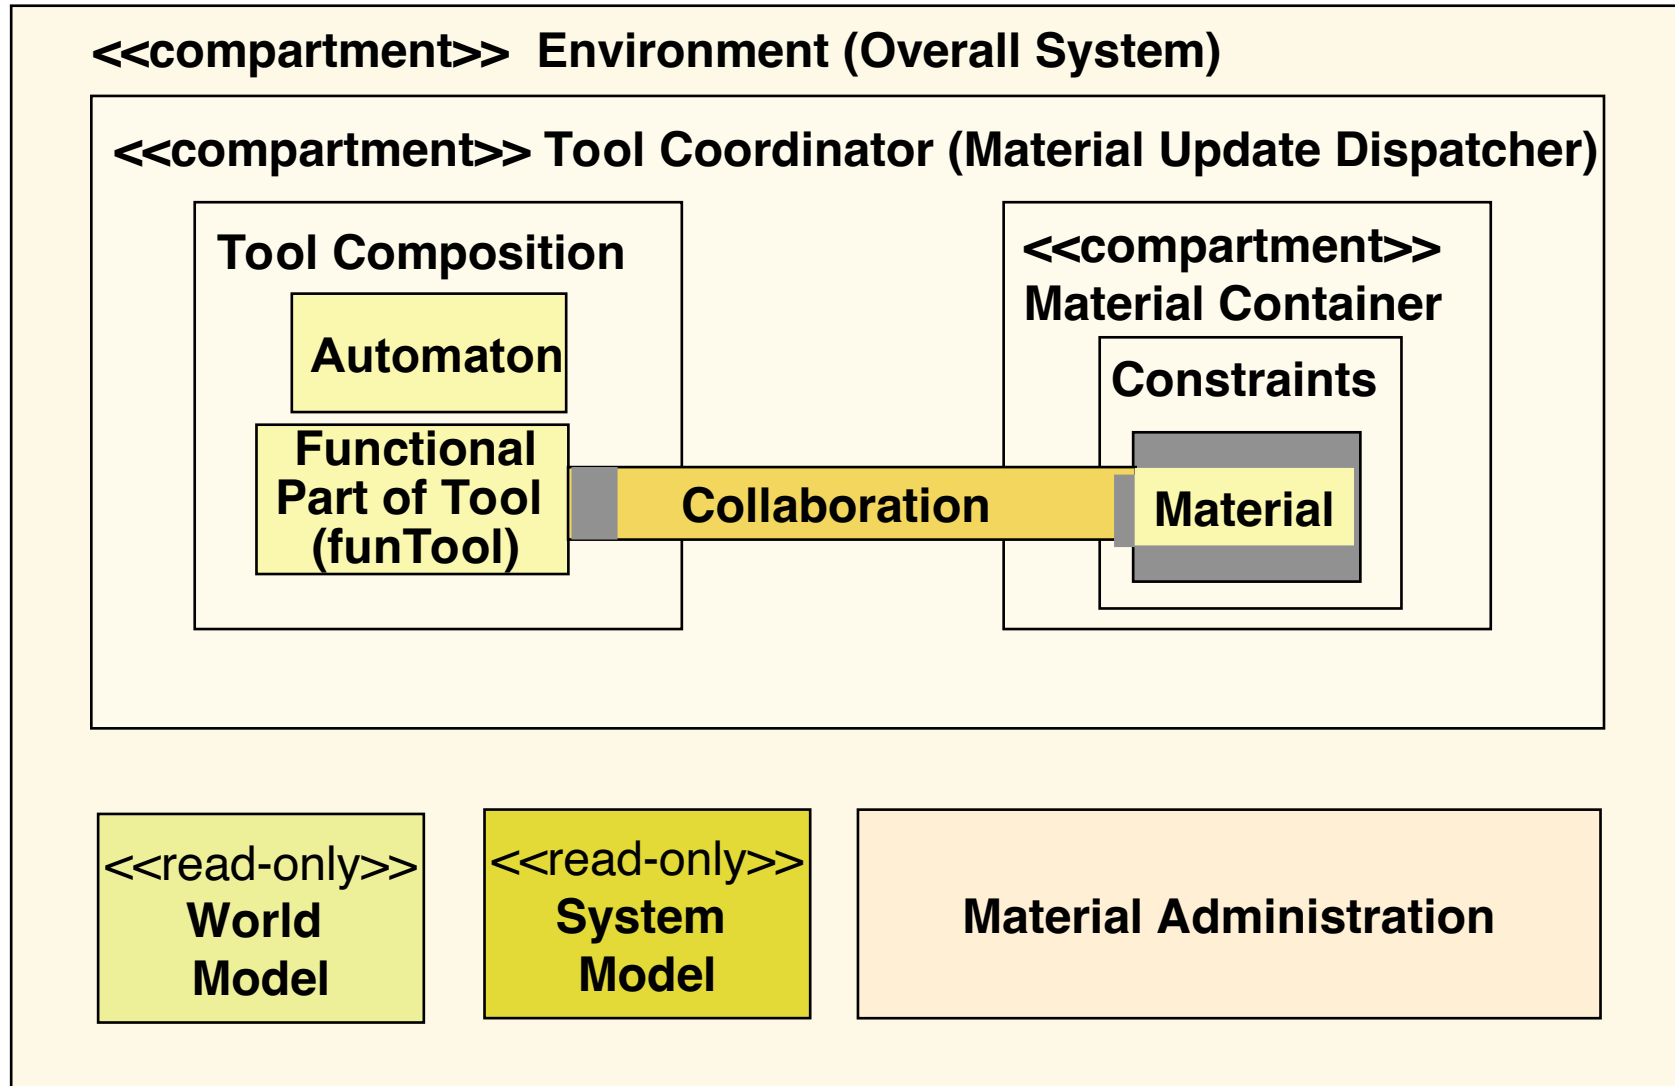 <<compartment>> Environment (Overall System)
<<compartment>> Tool Coordinator (Material Update Dispatcher)
Tool Composition
Automaton
Functional
Part of Tool
(funTool)
Collaboration
<<compartment>>
Material Container
Constraints
Material
<<read-only>>
World
Model
<<read-only>>
System
Model
Material Administration